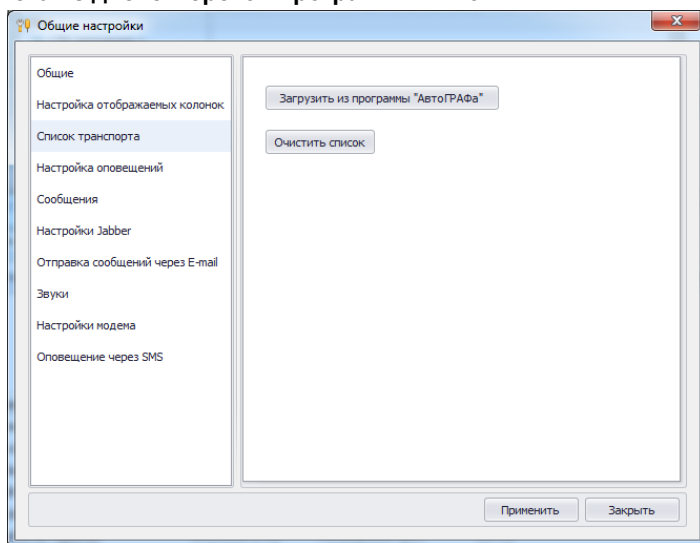 Общие настройки
Общие
Настройка отображаемых колонок
Список транспорта
Настройка оповещений
Сообщения
Настройки Jabber
Отправка сообщений через E-mail
Звуки
Настройки модема
Оповещение через SMS
Загрузить из программы "АвтоГРАФа"
Очистить список
Применить
Закрыть